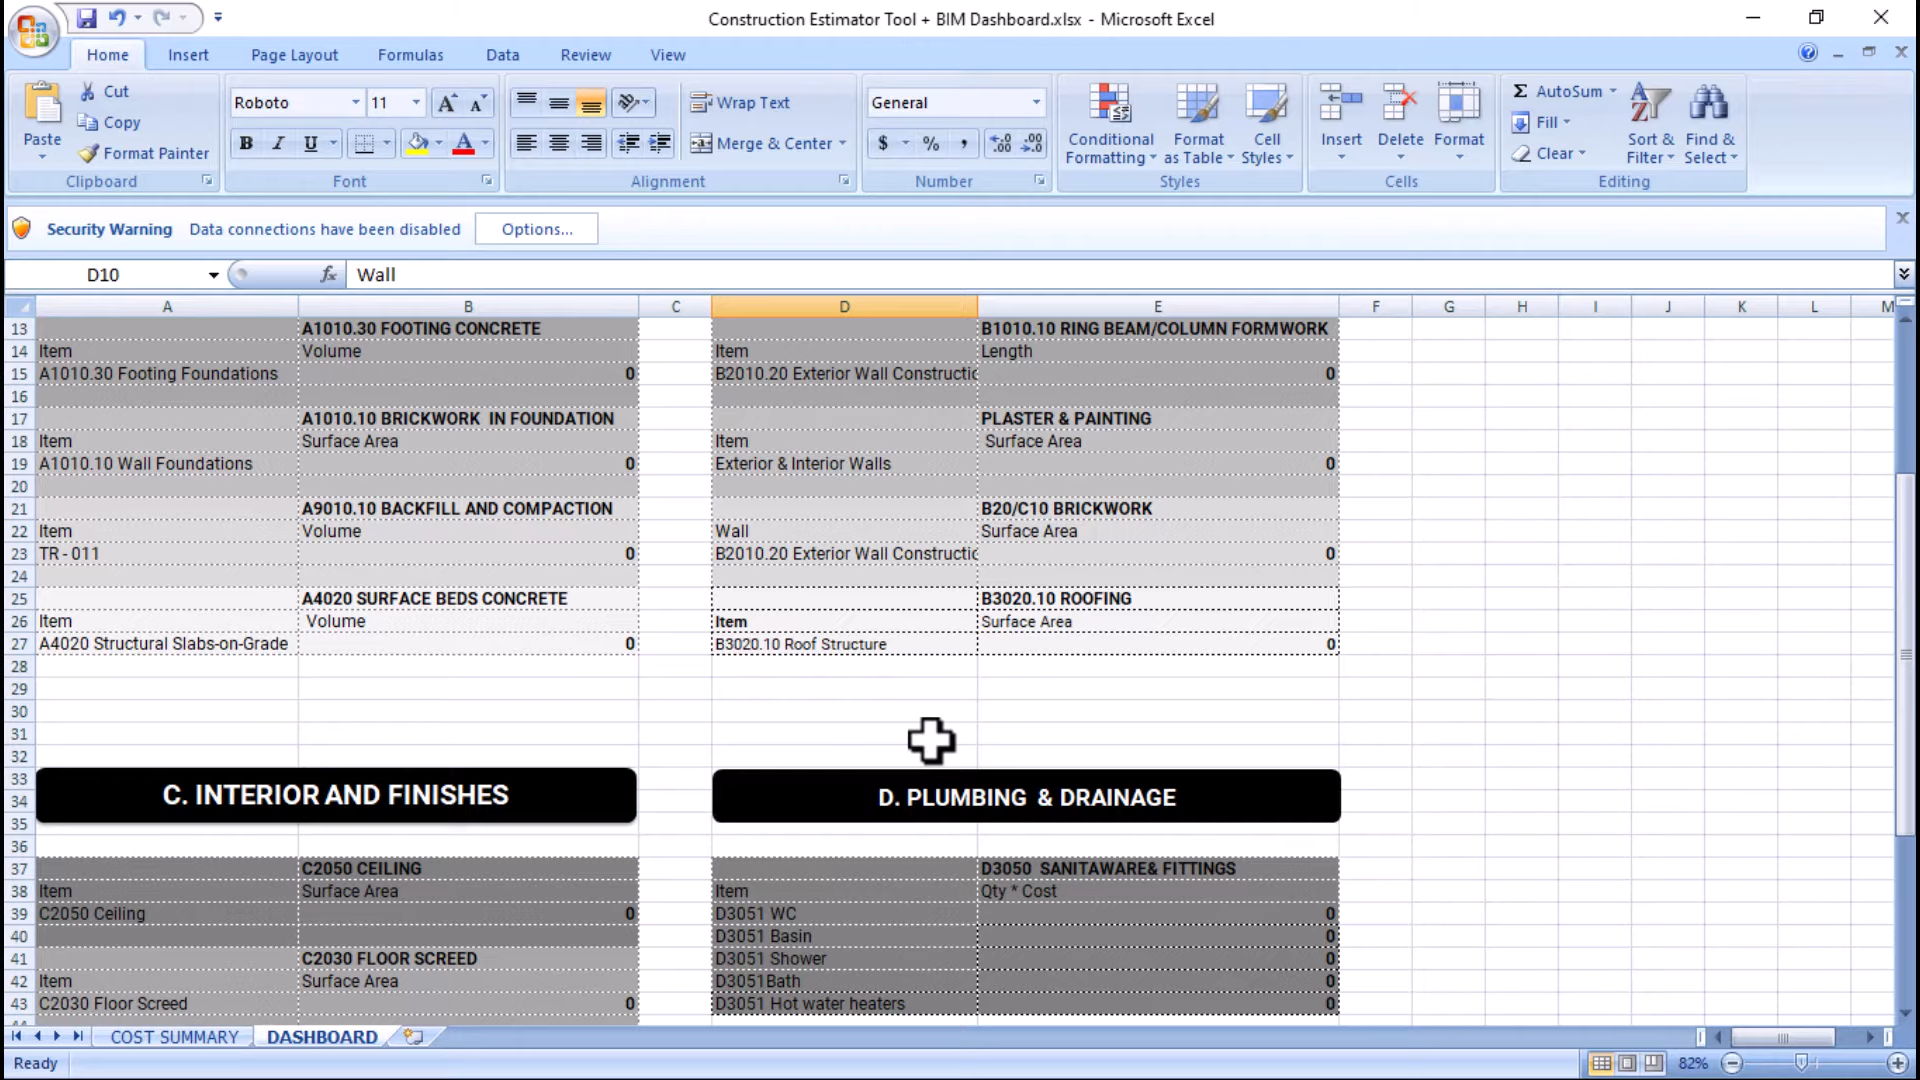 Construction Estimator Tool + BIM Dashboard.xlsx - Microsoft Excel
Home Insert Page Layout Formulas Data Review View
Paste
Cut
Copy
Format Painter
Clipboard
Roboto 11
B I U
Font
Wrap Text
Merge & Center
Alignment
General
$ % ,
Number
Conditional Formatting
Format as Table
Cell Styles
Styles
Insert Delete Format
Cells
Σ AutoSum
Fill
Clear
Sort & Filter
Find & Select
Editing
Security Warning Data connections have been disabled Options...
D10 fx Wall
A B C D E F G H I J K L M
13 A1010.30 FOOTING CONCRETE B1010.10 RING BEAM/COLUMN FORMWORK
14 Item Volume Item Length
15 A1010.30 Footing Foundations 0 B2010.20 Exterior Wall Constructic 0
16
17 A1010.10 BRICKWORK IN FOUNDATION PLASTER & PAINTING
18 Item Surface Area Item Surface Area
19 A1010.10 Wall Foundations 0 Exterior & Interior Walls 0
20
21 A9010.10 BACKFILL AND COMPACTION B20/C10 BRICKWORK
22 Item Volume Wall Surface Area
23 TR - 011 0 B2010.20 Exterior Wall Constructic 0
24
25 A4020 SURFACE BEDS CONCRETE B3020.10 ROOFING
26 Item Volume Item Surface Area
27 A4020 Structural Slabs-on-Grade 0 B3020.10 Roof Structure 0
28
29
30
31
32
33
34 C. INTERIOR AND FINISHES D. PLUMBING & DRAINAGE
35
36
37 C2050 CEILING D3050 SANITAWARE& FITTINGS
38 Item Surface Area Item Qty * Cost
39 C2050 Ceiling 0 D3051 WC 0
40 D3051 Basin 0
41 C2030 FLOOR SCREED D3051 Shower 0
42 Item Surface Area D3051Bath 0
43 C2030 Floor Screed 0 D3051 Hot water heaters 0
44
COST SUMMARY DASHBOARD
Ready 82%